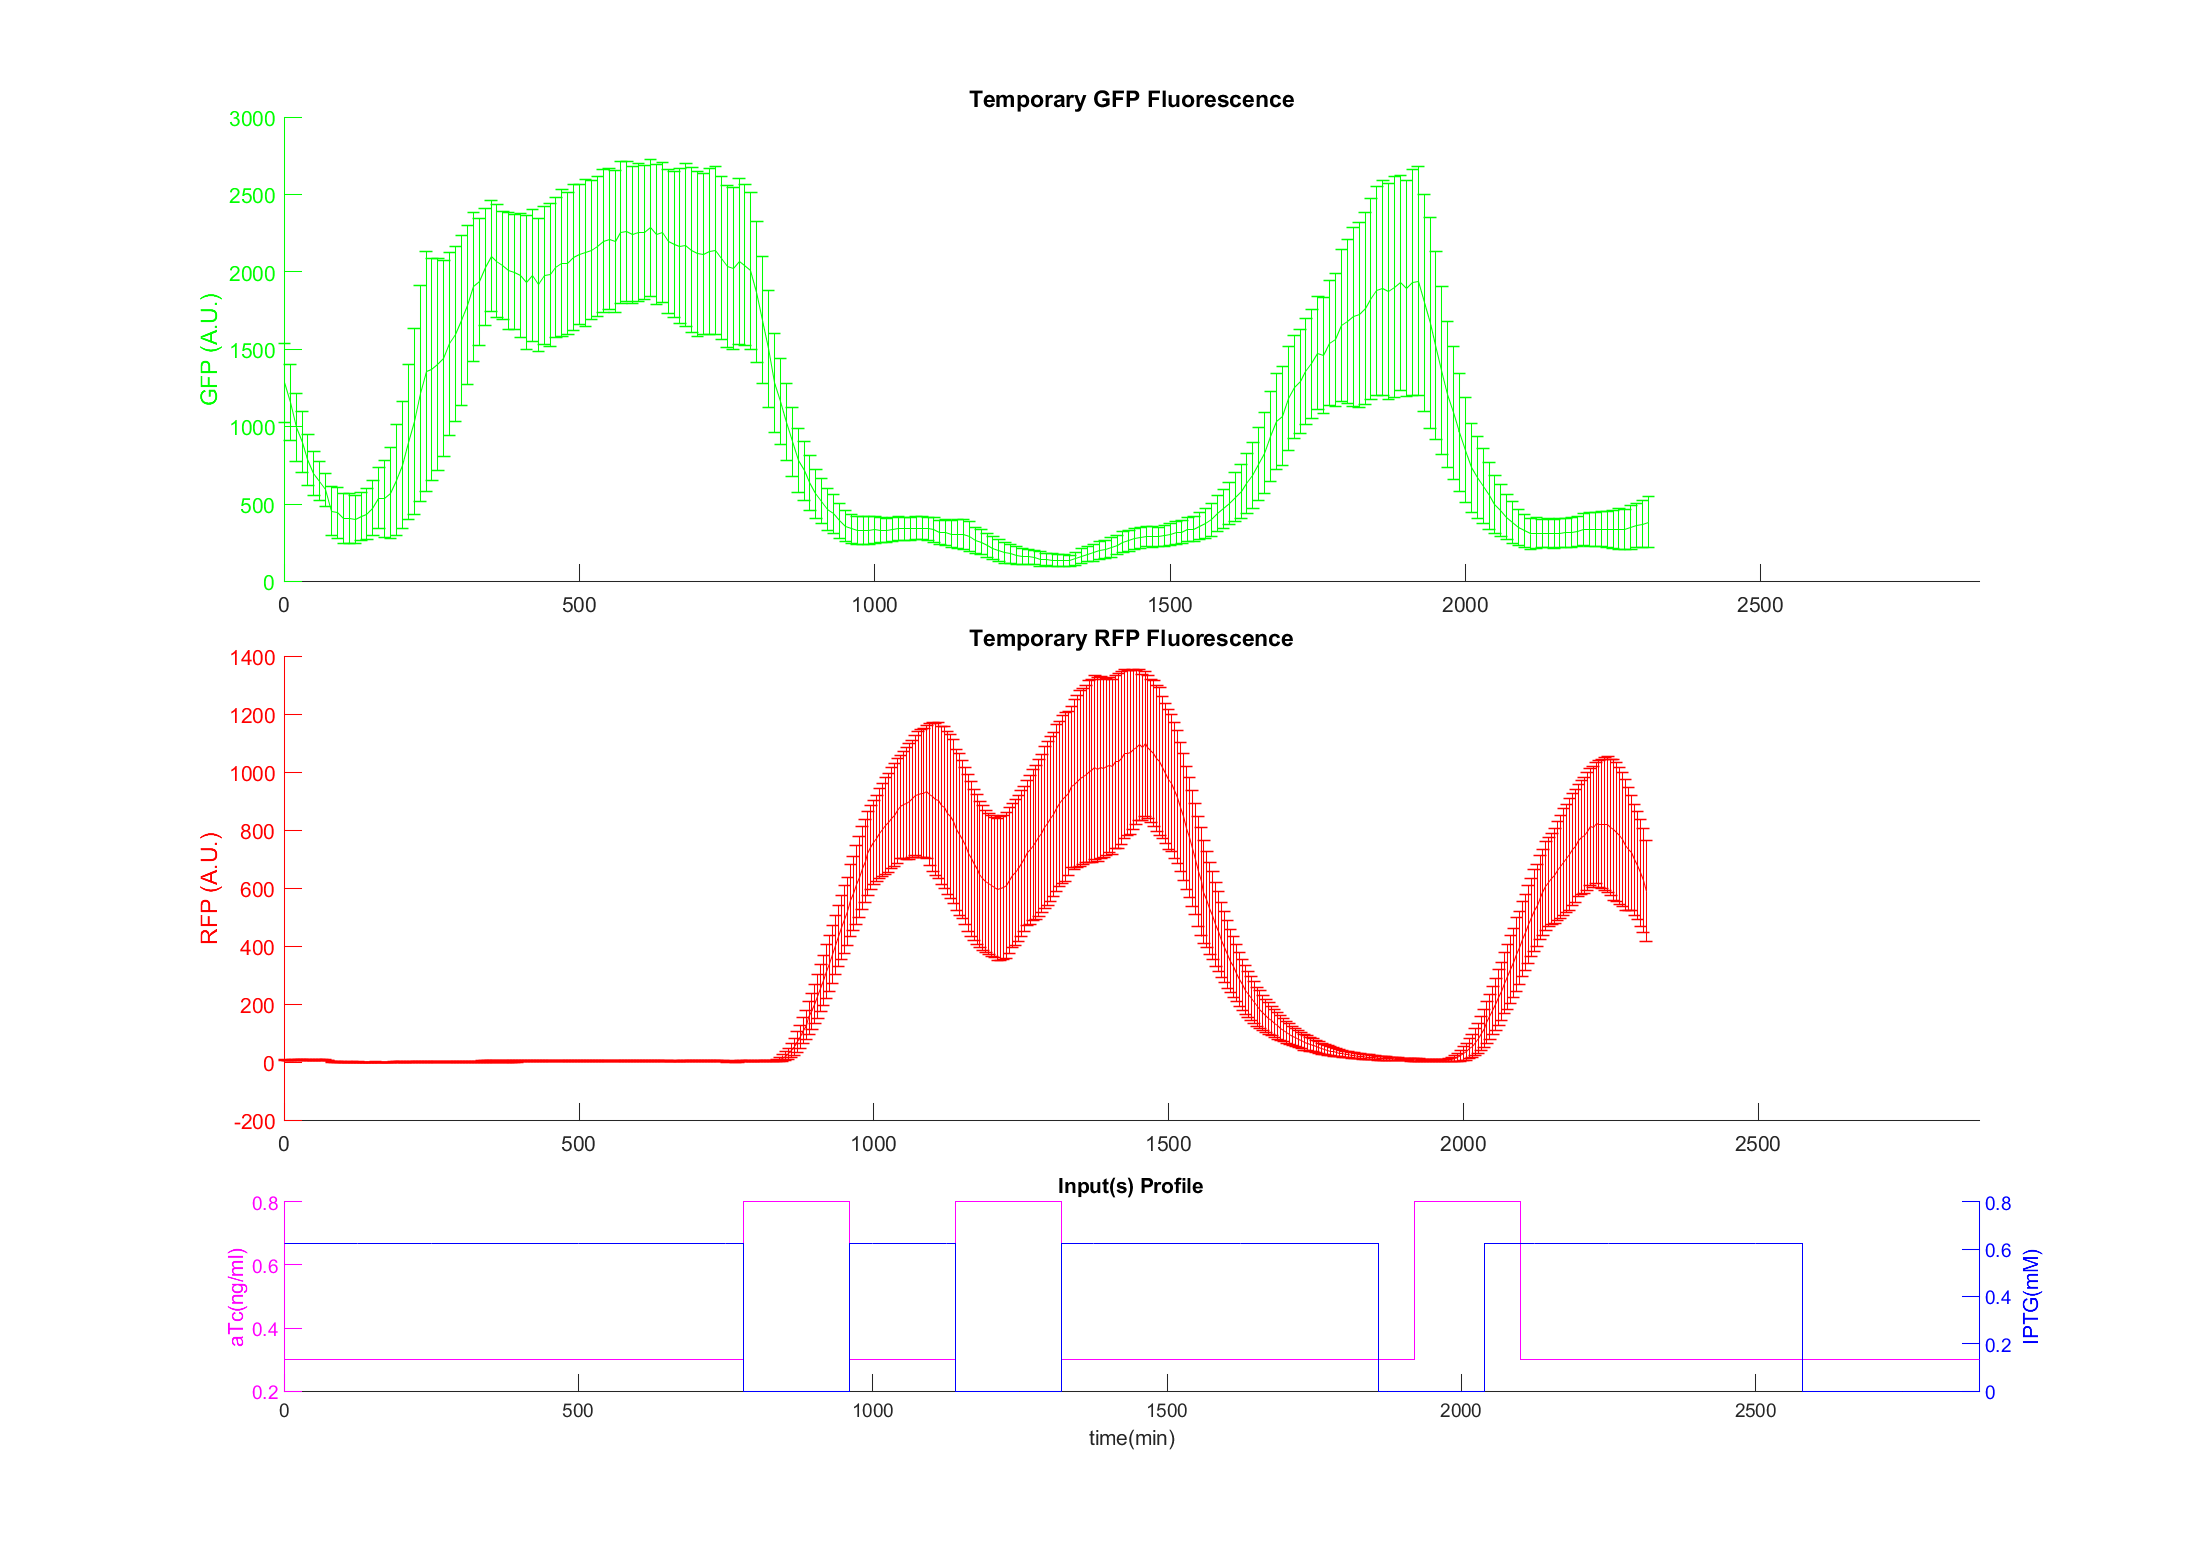 Temporary GFP Fluorescence
3000
2500
2000
1500
1000
500
0
GFP (A.U.)
0 500 1000 1500 2000 2500
Temporary RFP Fluorescence
1400
1200
1000
800
600
400
200
0
-200
RFP (A.U.)
0 500 1000 1500 2000 2500
Input(s) Profile
0.8 0.8
0.6 0.6
0.4 0.4
0.2
0.2 0
aTc(ng/ml)
IPTG(mM)
0 500 1000 1500 2000 2500
time(min)